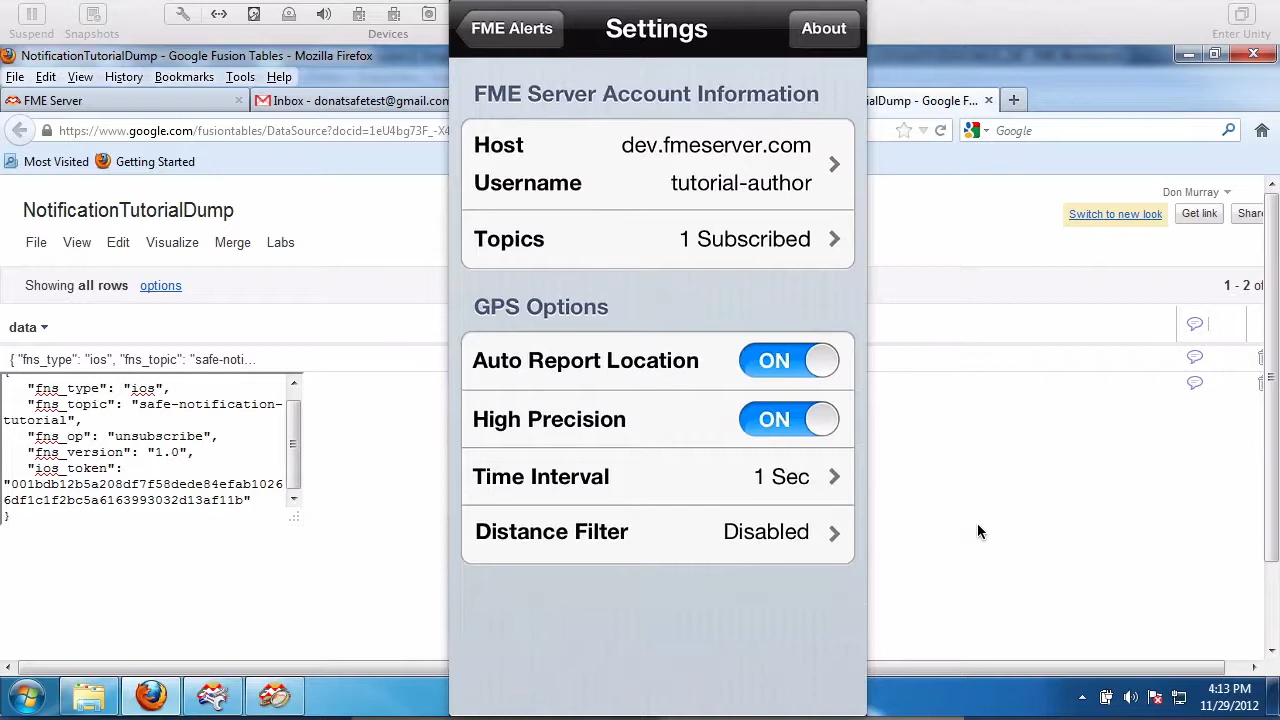 Suspend
Snapshots
Devices
Enter Unity
NotificationTutorialDump - Google Fusion Tables - Mozilla Firefox
File Edit View History Bookmarks Tools Help
FME Server
Inbox - donatsafetest@gmail.com
ialDump - Google F...
https://www.google.com/fusiontables/DataSource?docid=1eU4bg73F_-X4
Google
Most Visited
Getting Started
Don Murray
NotificationTutorialDump
Switch to new look
Get link
Share
File View Edit Visualize Merge Labs
Showing all rows options
1 - 2 of
data
{ "fns_type": "ios", "fns_topic": "safe-noti...
{
"fns_type": "ios",
"fns_topic": "safe-notification-
tutorial",
"fns_op": "unsubscribe",
"fns_version": "1.0",
"ios_token":
"001bdb12b5a208df7f58dede84efab1026
6df1c1f2bc5a6163993032d13af11b"
}
FME Alerts
Settings
About
FME Server Account Information
Host dev.fmeserver.com
Username tutorial-author
Topics 1 Subscribed
GPS Options
Auto Report Location ON
High Precision ON
Time Interval 1 Sec
Distance Filter Disabled
4:13 PM
11/29/2012